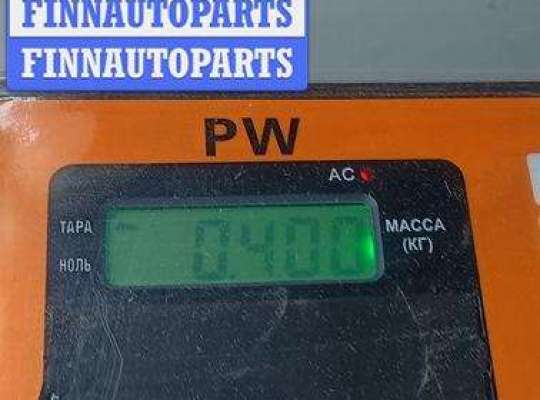 FINNAUTOPARTS
FINNAUTOPARTS
PW
AC
ТАРА
0.400
МАССА
(КГ)
НОЛЬ